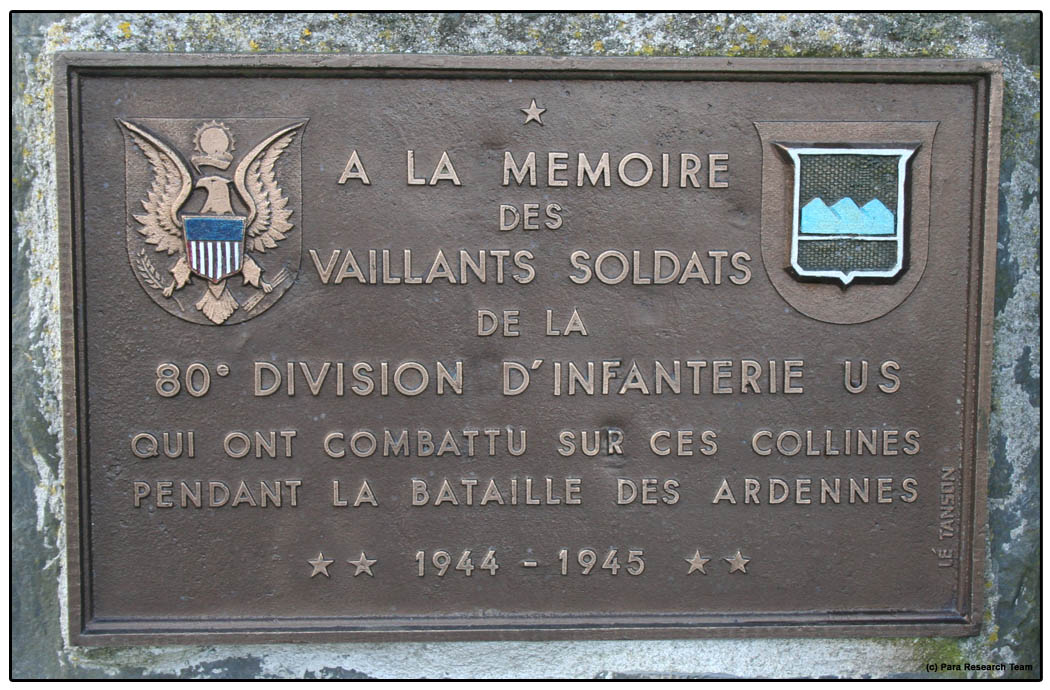 A LA MEMOIRE
DES
VAILLANTS SOLDATS
DE LA
80e DIVISION D'INFANTERIE US
QUI ONT COMBATTU SUR CES COLLINES
PENDANT LA BATAILLE DES ARDENNES
1944 - 1945
LÉ TANSON
(c) Para Research Team